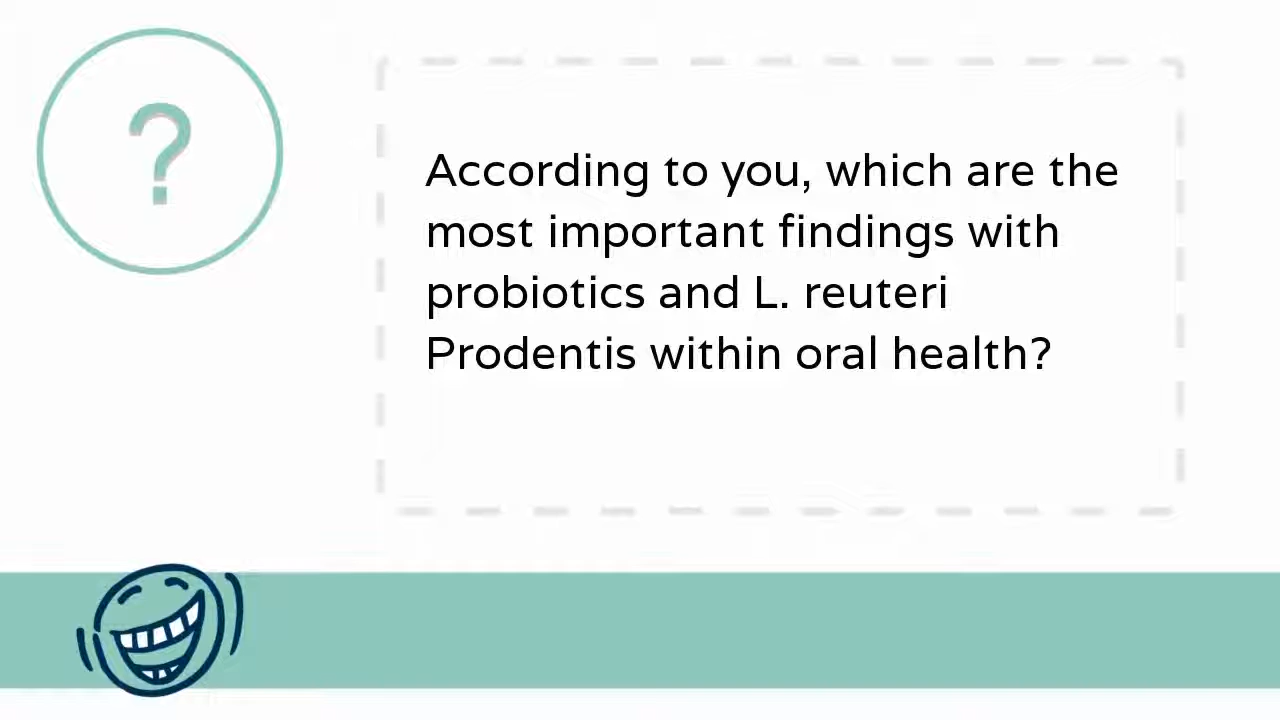 ?
According to you, which are the
most important findings with
probiotics and L. reuteri
Prodentis within oral health?